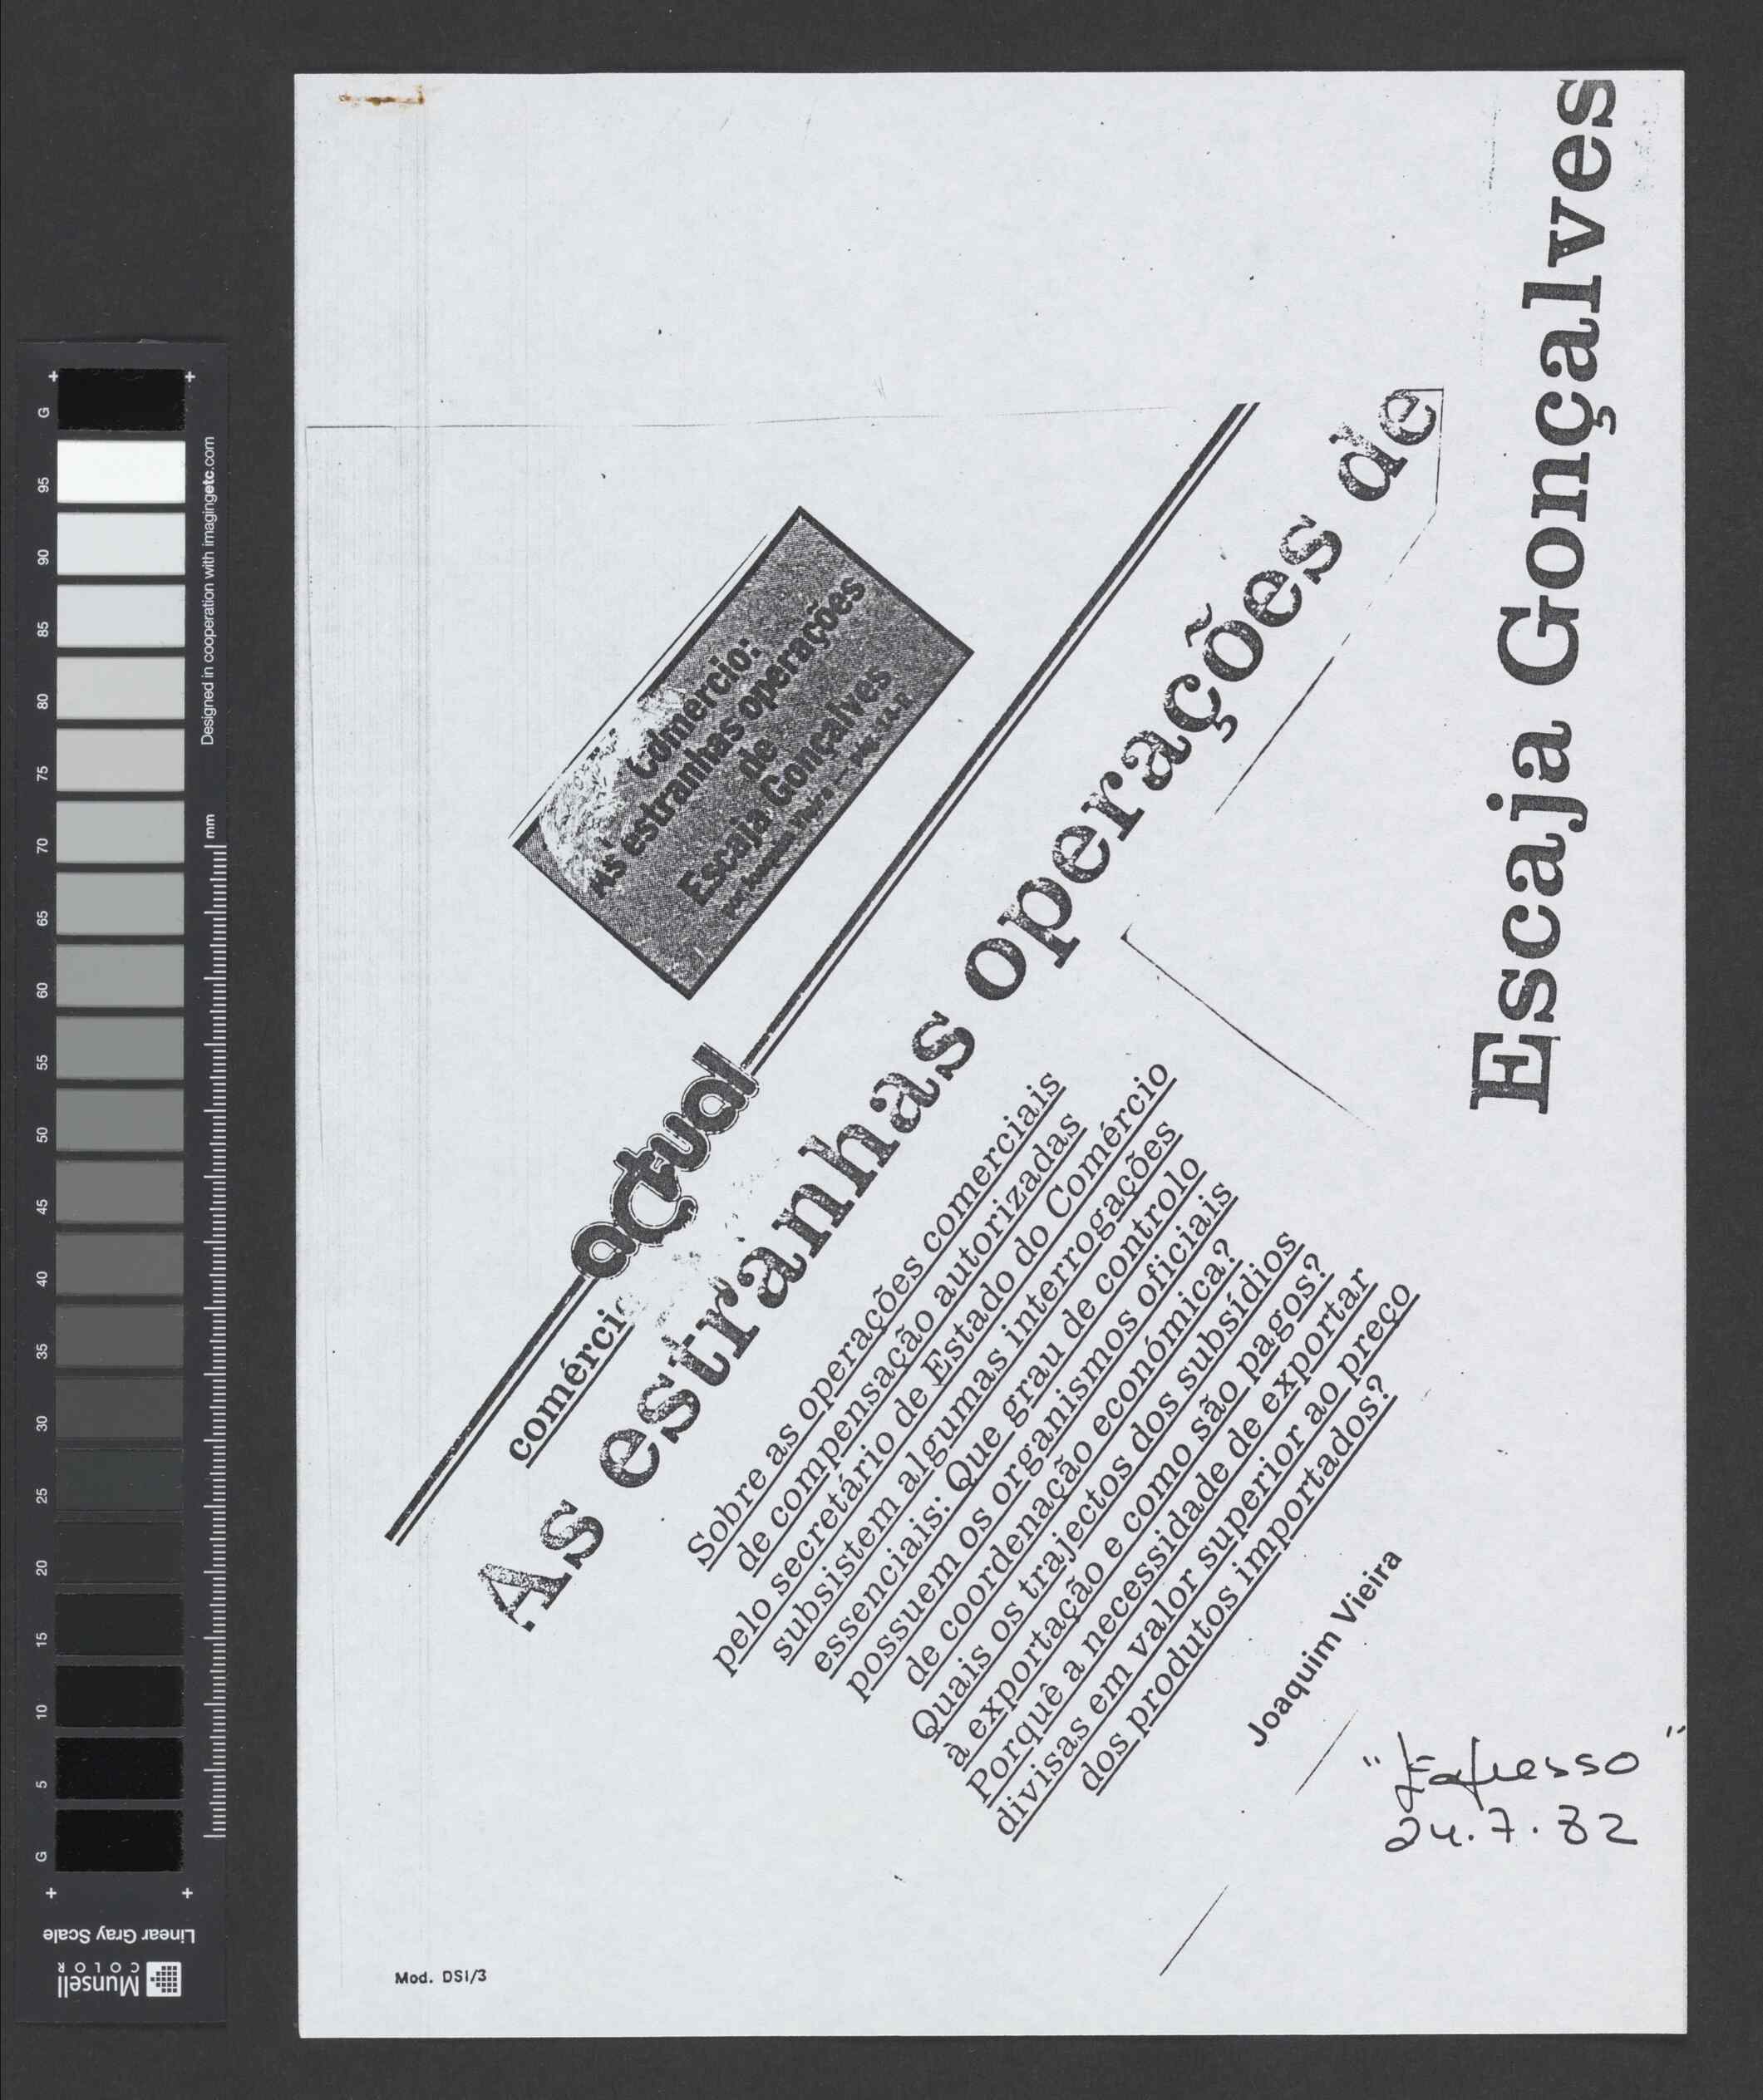 Comércio:
As estranhas operações
de
Escaja Gonçalves
por Joaquim Vieira — pág.
actual
comércio
As estranhas operações de
Escaja Gonçalves
Sobre as operações comerciais
de compensação autorizadas
pelo secretário de Estado do Comércio
subsistem algumas interrogações
essenciais: Que grau de controlo
possuem os organismos oficiais
de coordenação económica?
Quais os trajectos dos subsídios
à exportação e como são pagos?
Porquê a necessidade de exportar
divisas em valor superior ao preço
dos produtos importados?
Joaquim Vieira
"Expresso"
24.7.82
Mod. DSI/3
G 95 90 85 80 75 70 65 60 55 50 45 40 35 30 25 20 15 10 5 G
mm
Designed in cooperation with imagingetc.com
Linear Gray Scale
Munsell
COLOR